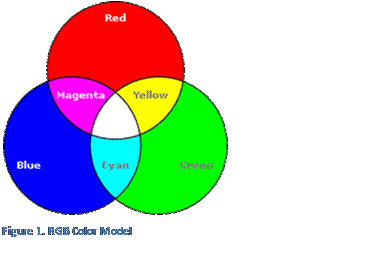 Red
Magenta
Yellow
Blue
Cyan
Green
Figure 1. RGB Color Model